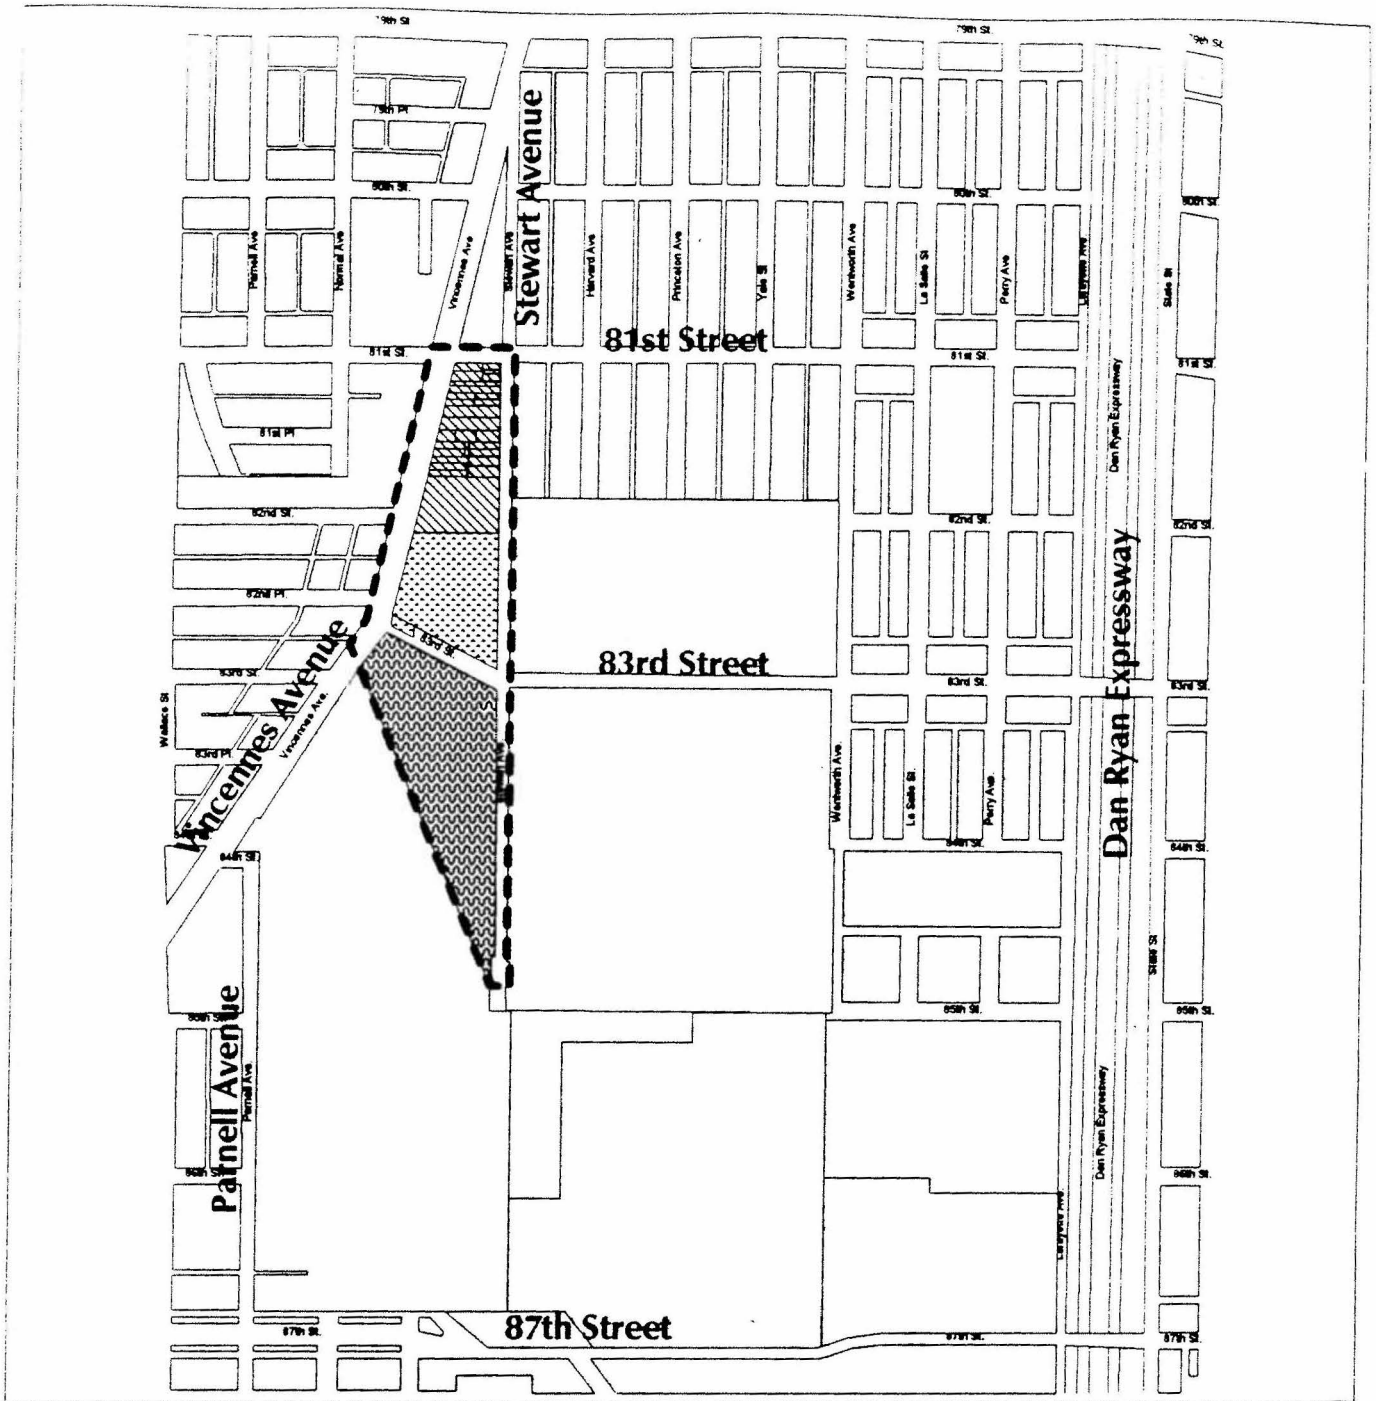 79th St
79th St.
79th St.
79th Pl
80th St.
80th St.
80th St.
Stewart Avenue
Parnell Ave
Normal Ave
Vincennes Ave
Stewart Ave
Harvard Ave
Princeton Ave
Yale St
Wentworth Ave
La Salle St
Perry Ave
Lafayette Ave
State St
81st Street
81st St.
81st St.
81st St.
81st Pl
Dan Ryan Expressway
82nd St.
82nd St.
82nd St.
82nd Pl.
Dan Ryan Expressway
Vincennes Avenue
83rd St.
83rd Street
83rd St.
83rd St.
83rd St.
Wallace St
Vincennes Ave.
83rd Pl.
Wentworth Ave.
La Salle St.
Perry Ave.
84th St.
84th St.
84th St.
State St
Parnell Avenue
85th St.
85th St.
85th St.
Parnell Ave.
Dan Ryan Expressway
86th St.
86th St.
Lafayette Ave.
87th Street
87th St.
87th St.
87th St.